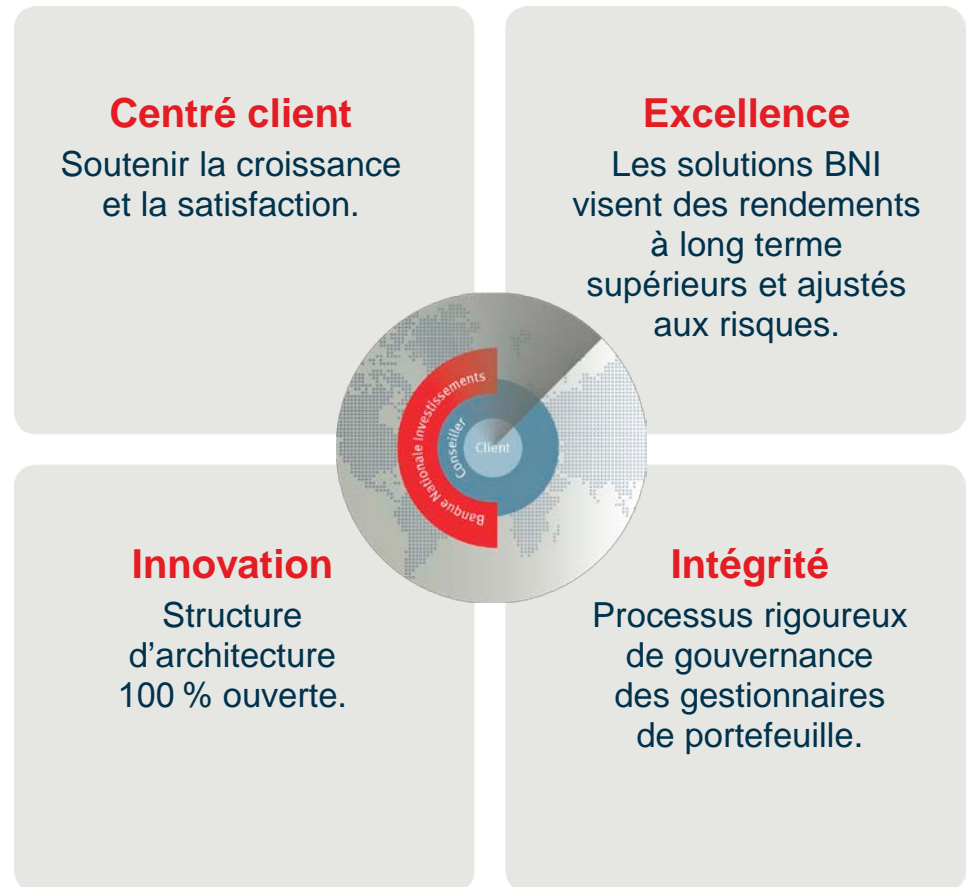 Centré client
Soutenir la croissance
et la satisfaction.
Excellence
Les solutions BNI
visent des rendements
à long terme
supérieurs et ajustés
aux risques.
Banque Nationale Investissements
Conseiller
Client
Innovation
Structure
d’architecture
100 % ouverte.
Intégrité
Processus rigoureux
de gouvernance
des gestionnaires
de portefeuille.